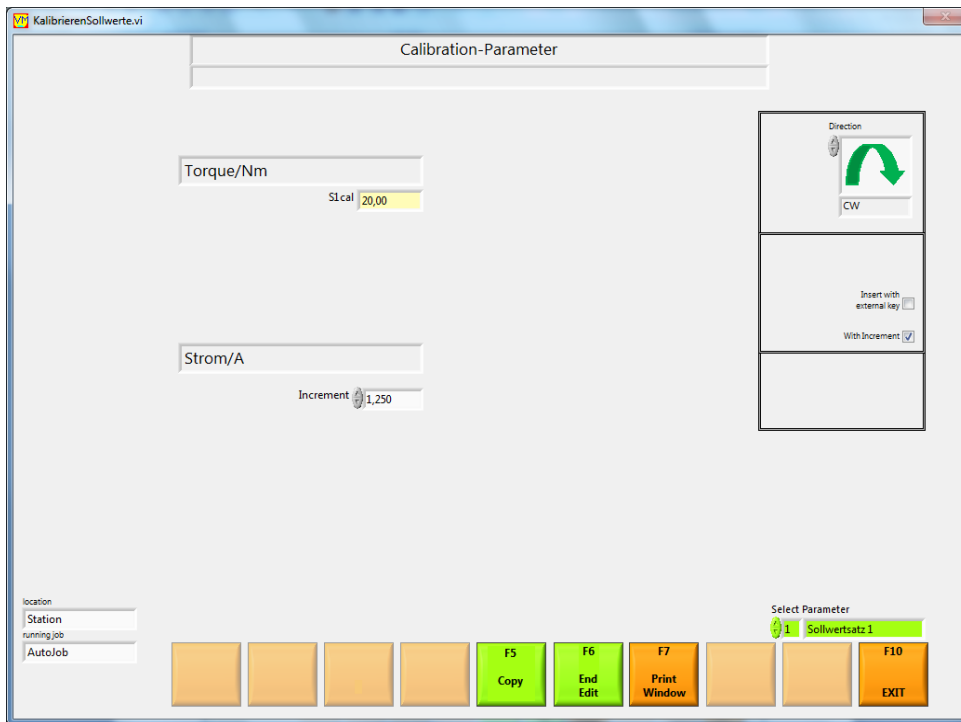 VM KalibrierenSollwerte.vi
Calibration-Parameter
Direction
CW
Torque/Nm
S1cal 20,00
Insert with
external key
With Increment
Strom/A
Increment 1,250
location
Station
running job
AutoJob
Select Parameter
1 Sollwertsatz 1
F5
Copy
F6
End
Edit
F7
Print
Window
F10
EXIT